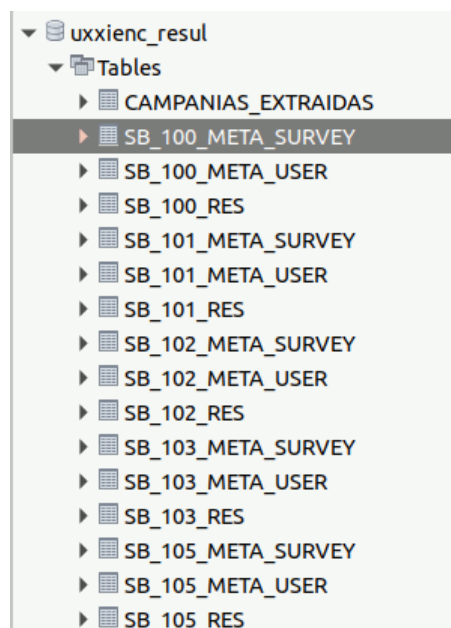 uxxienc_resul
Tables
CAMPANIAS_EXTRAIDAS
SB_100_META_SURVEY
SB_100_META_USER
SB_100_RES
SB_101_META_SURVEY
SB_101_META_USER
SB_101_RES
SB_102_META_SURVEY
SB_102_META_USER
SB_102_RES
SB_103_META_SURVEY
SB_103_META_USER
SB_103_RES
SB_105_META_SURVEY
SB_105_META_USER
SB_105_RES